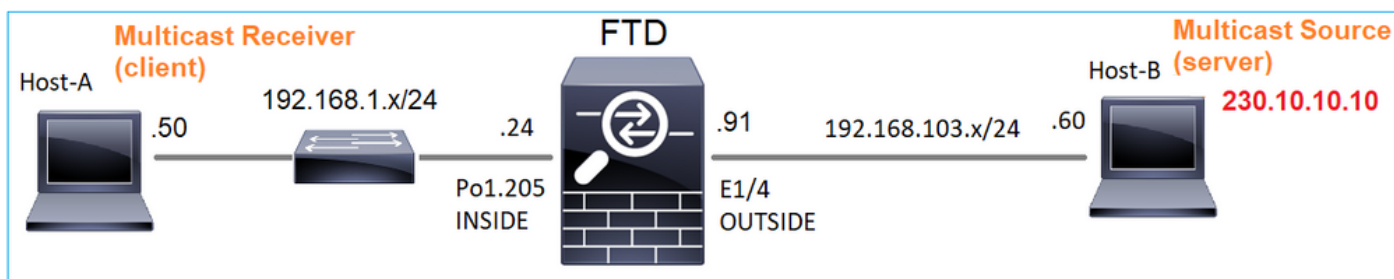 Multicast Receiver
(client)
FTD
Multicast Source
(server)
Host-A
Host-B
230.10.10.10
192.168.1.x/24
.50
.24
.91
192.168.103.x/24
.60
Po1.205
INSIDE
E1/4
OUTSIDE